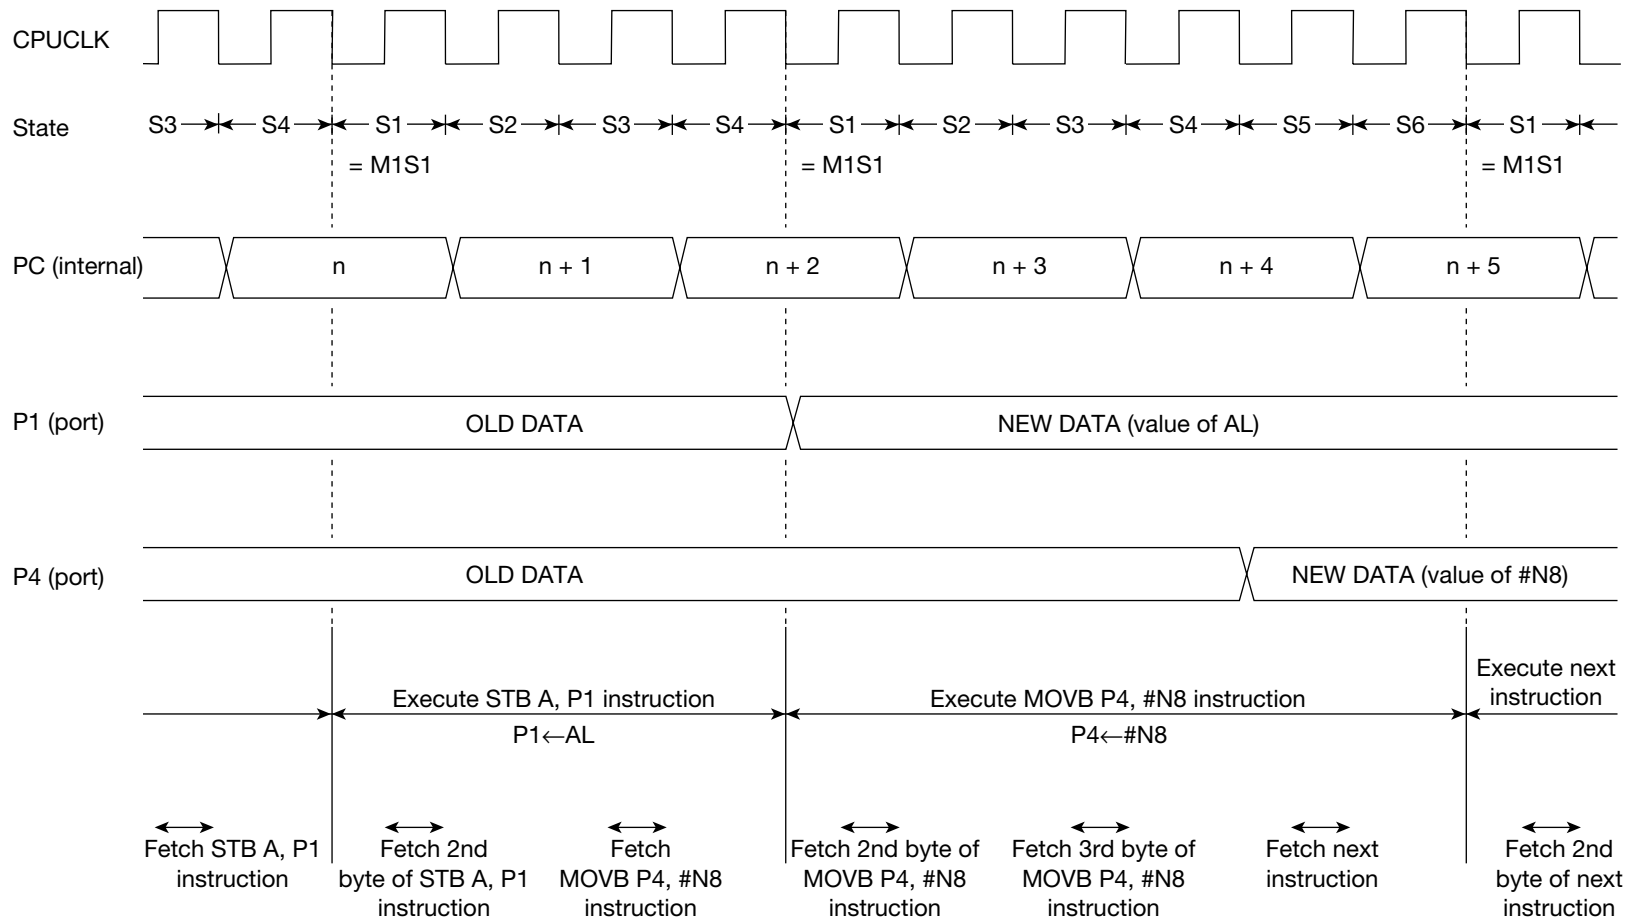 CPUCLK
State
S3 S4 S1 S2 S3 S4 S1 S2 S3 S4 S5 S6 S1
= M1S1 = M1S1 = M1S1
PC (internal) n n + 1 n + 2 n + 3 n + 4 n + 5
P1 (port) OLD DATA NEW DATA (value of AL)
P4 (port) OLD DATA NEW DATA (value of #N8)
Execute STB A, P1 instruction
P1←AL
Execute MOVB P4, #N8 instruction
P4←#N8
Execute next
instruction
Fetch STB A, P1
instruction
Fetch 2nd
byte of STB A, P1
instruction
Fetch
MOVB P4, #N8
instruction
Fetch 2nd byte of
MOVB P4, #N8
instruction
Fetch 3rd byte of
MOVB P4, #N8
instruction
Fetch next
instruction
Fetch 2nd
byte of next
instruction